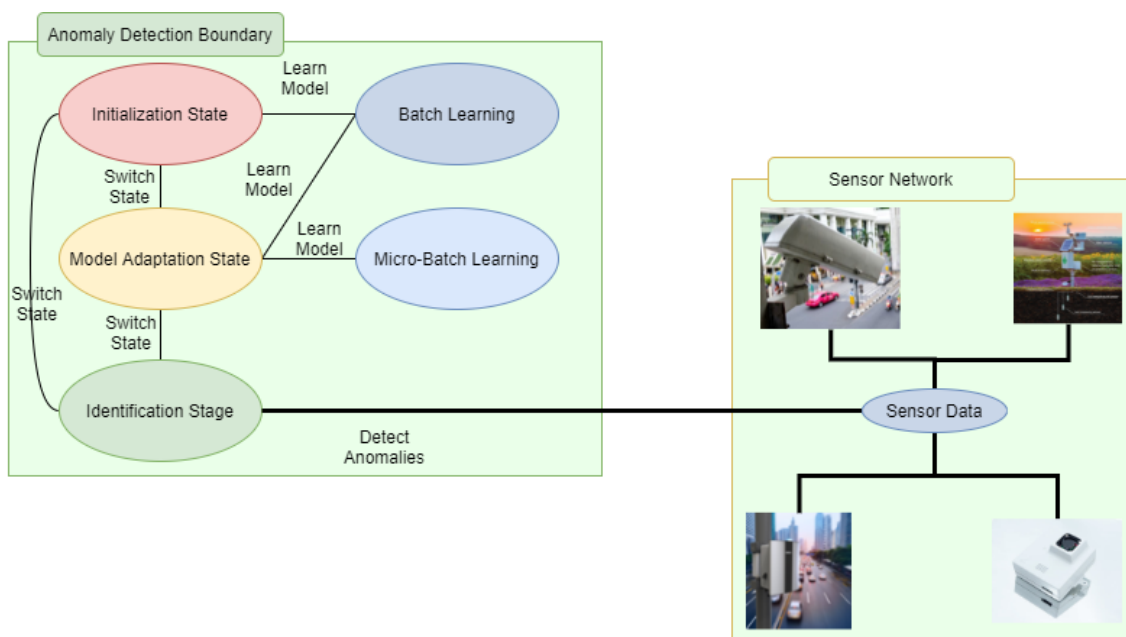 Anomaly Detection Boundary
Learn
Model
Initialization State
Batch Learning
Switch
State
Learn
Model
Learn
Model
Model Adaptation State
Micro-Batch Learning
Switch
State
Switch
State
Identification Stage
Detect
Anomalies
Sensor Network
Sensor Data